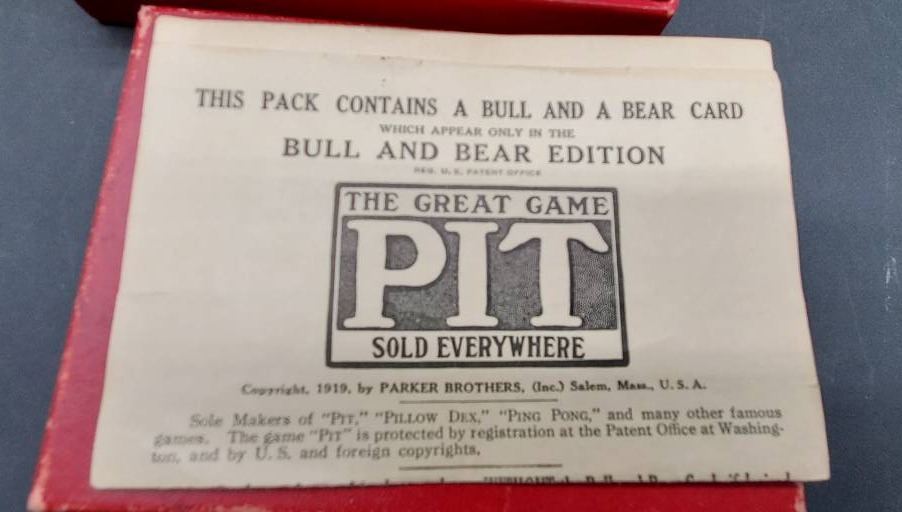 THIS PACK CONTAINS A BULL AND A BEAR CARD
WHICH APPEAR ONLY IN THE
BULL AND BEAR EDITION
REG. U. S. PATENT OFFICE
THE GREAT GAME
PIT
SOLD EVERYWHERE
Copyright, 1919, by PARKER BROTHERS, (Inc.) Salem, Mass., U. S. A.
Sole Makers of "PIT," "PILLOW DEX," "PING PONG," and many other famous
games. The game "PIT" is protected by registration at the Patent Office at Washing-
ton, and by U. S. and foreign copyrights.